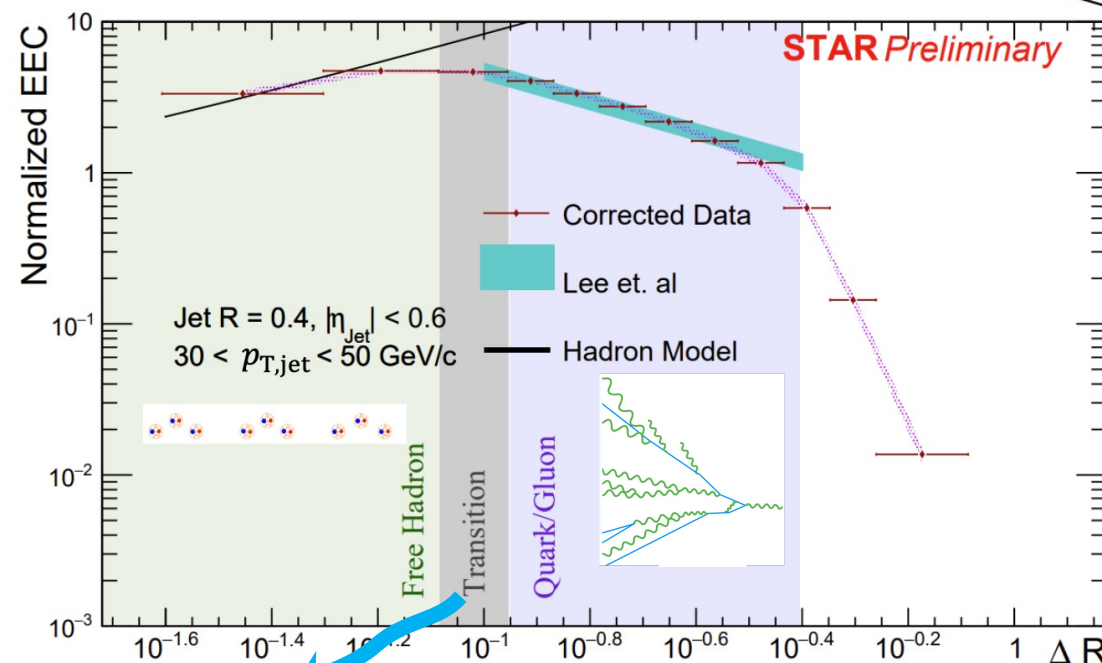 Normalized EEC
10
1
10⁻¹
10⁻²
10⁻³
STAR Preliminary
Corrected Data
Lee et. al
Hadron Model
Jet R = 0.4, |η_Jet| < 0.6
30 < p_T,jet < 50 GeV/c
Free Hadron
Transition
Quark/Gluon
10⁻¹·⁶ 10⁻¹·⁴ 10⁻¹ 10⁻⁰·⁸ 10⁻⁰·⁶ 10⁻⁰·⁴ 10⁻⁰·² 1 Δ R